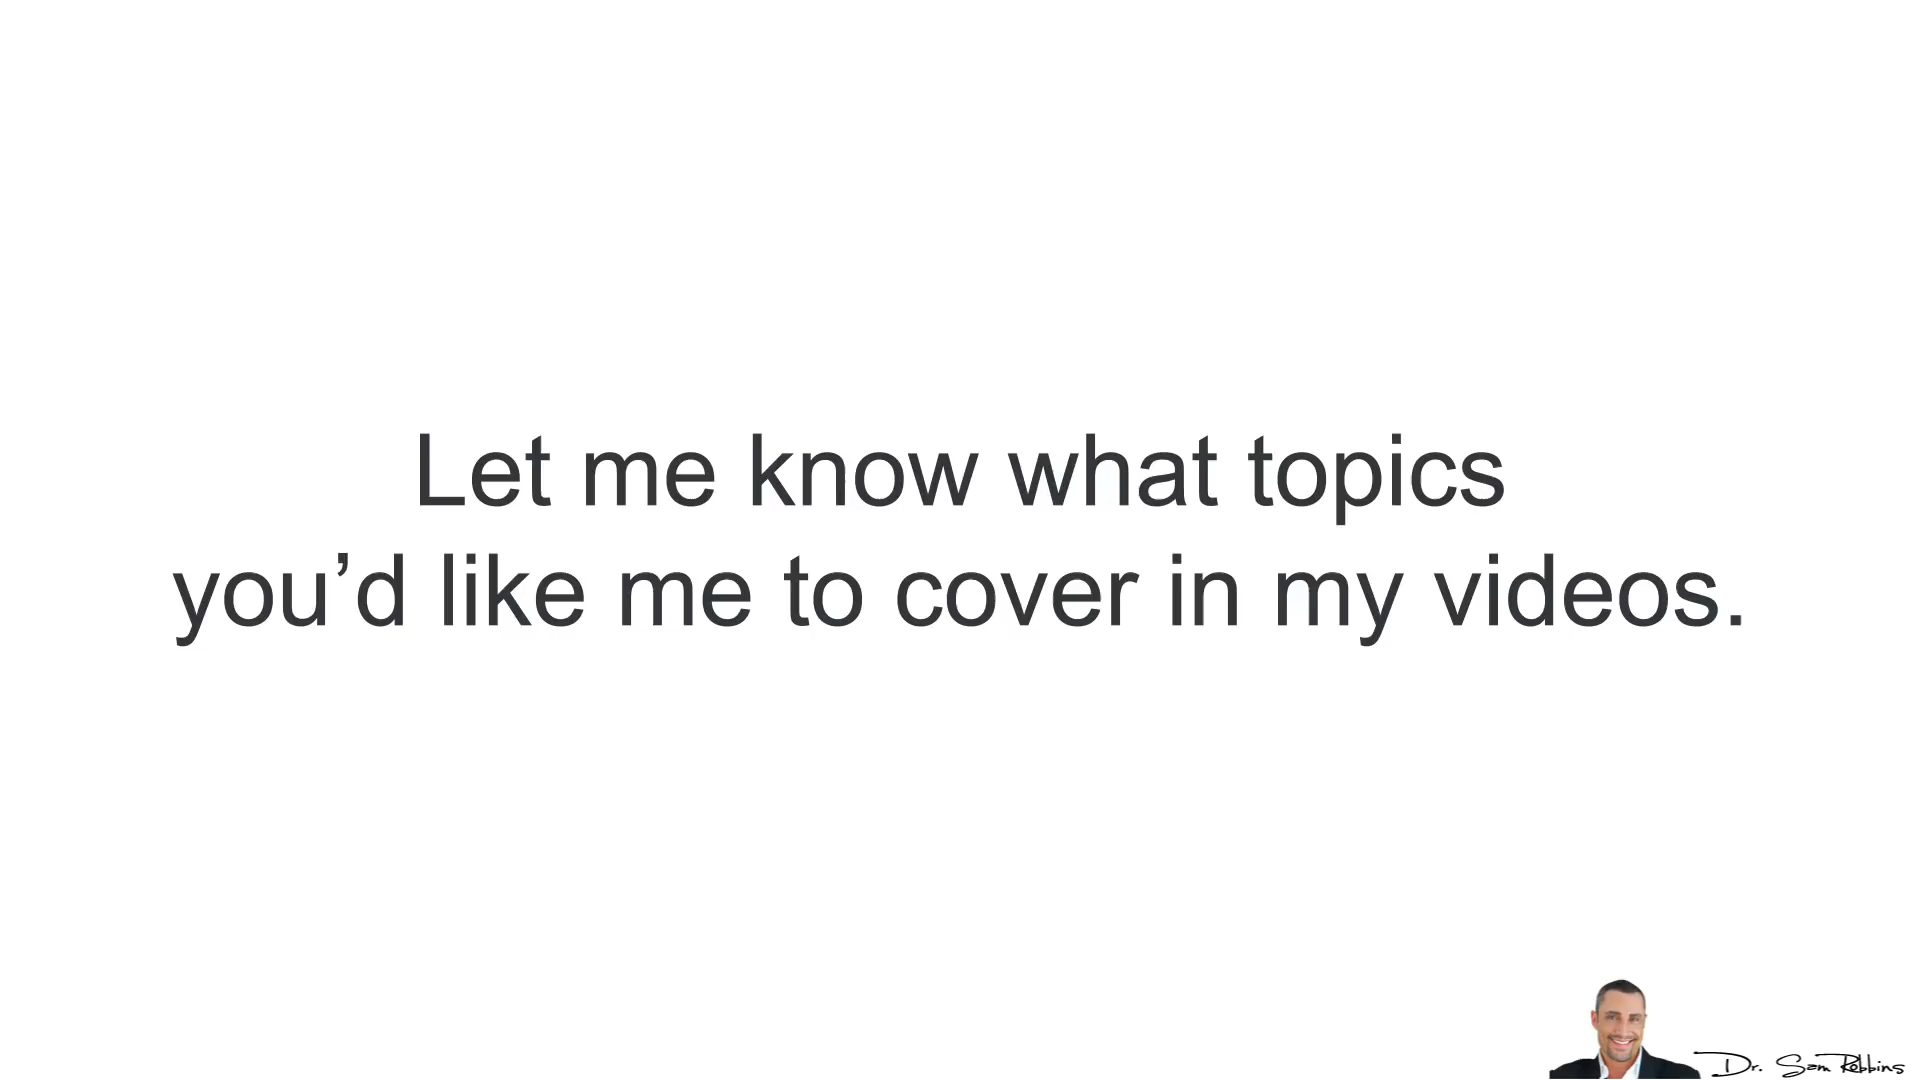 Let me know what topics
you’d like me to cover in my videos.
Dr. Sam Robbins